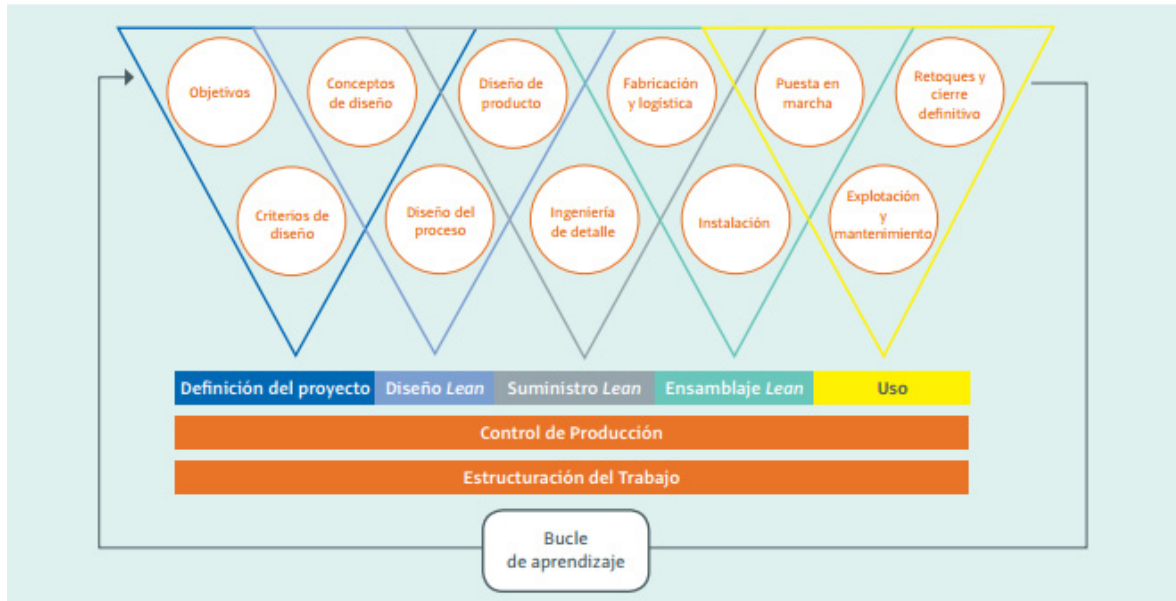 Objetivos
Conceptos
de diseño
Diseño de
producto
Fabricación
y logística
Puesta en
marcha
Retoques y
cierre
definitivo
Criterios de
diseño
Diseño del
proceso
Ingeniería
de detalle
Instalación
Explotación
y
mantenimiento
Definición del proyecto
Diseño Lean
Suministro Lean
Ensamblaje Lean
Uso
Control de Producción
Estructuración del Trabajo
Bucle
de aprendizaje